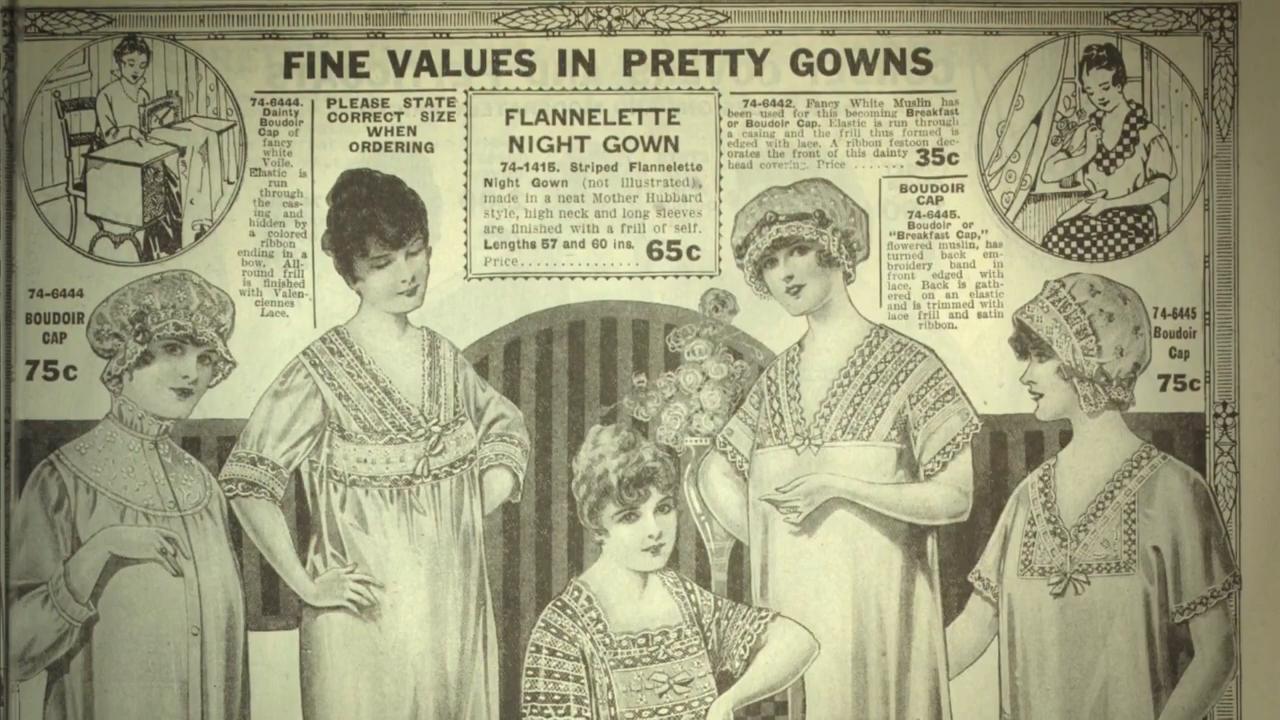 FINE VALUES IN PRETTY GOWNS
74-6444.
Dainty
Boudoir
Cap of
fancy
white
Voile.
Elastic is
run
through
the cas-
ing and
hidden by
a colored
ribbon
ending in a
bow. All-
round frill
is finished
with Valen-
ciennes
Lace.
PLEASE STATE
CORRECT SIZE
WHEN
ORDERING
FLANNELETTE
NIGHT GOWN
74-1415. Striped Flannelette
Night Gown (not illustrated),
made in a neat Mother Hubbard
style, high neck and long sleeves
are finished with a frill of self.
Lengths 57 and 60 ins.
Price............... 65c
74-6442. Fancy White Muslin has
been used for this becoming Breakfast
or Boudoir Cap. Elastic is run through
a casing and the frill thus formed is
edged with lace. A ribbon festoon dec-
orates the front of this dainty
head covering. Price ....... 35c
BOUDOIR
CAP
74-6445.
Boudoir or
"Breakfast Cap,"
flowered muslin, has
turned back em-
broidery band in
front edged with
lace. Back is gath-
ered on an elastic
and is trimmed with
lace frill and satin
ribbon.
74-6444
BOUDOIR
CAP
75c
74-6445
Boudoir
Cap
75c